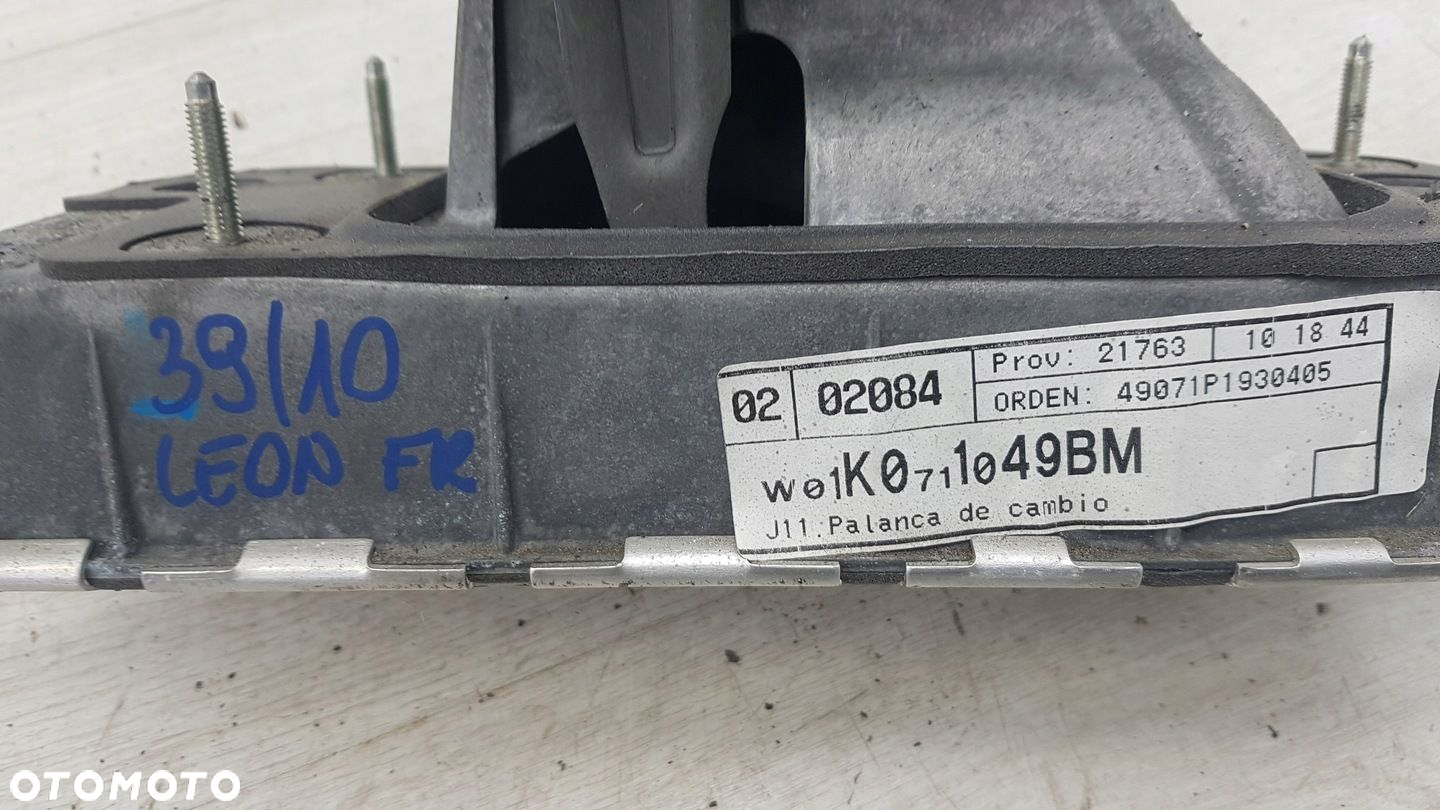 39/10
LEON FR
02 02084 Prov: 21763 10 18 44
ORDEN: 49071P1930405
W01K0711049BM
J11.Palanca de cambio
OTOMOTO